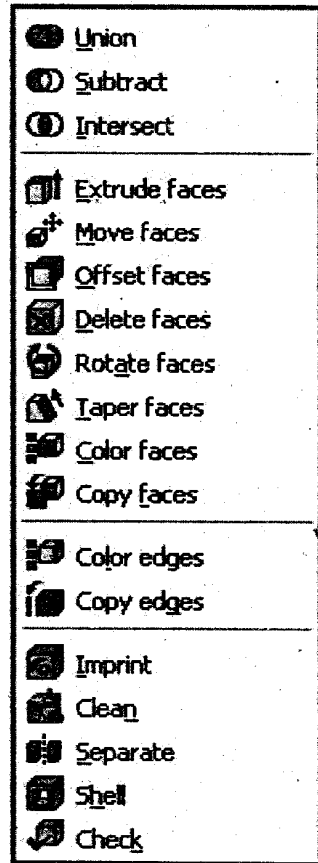 Union
Subtract
Intersect
Extrude faces
Move faces
Offset faces
Delete faces
Rotate faces
Taper faces
Color faces
Copy faces
Color edges
Copy edges
Imprint
Clean
Separate
Shell
Check